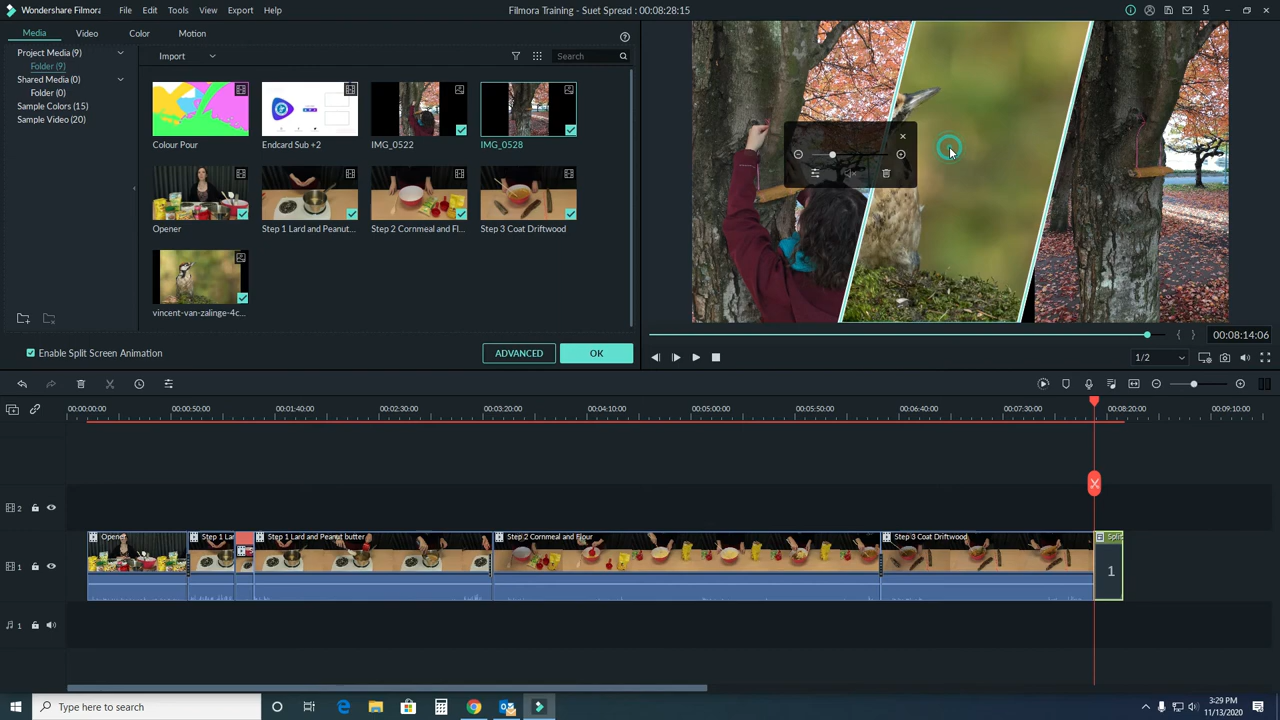 Wondershare Filmora File Edit Tools View Export Help Filmora Training - Suet Spread : 00:08:28:15
Media Video Color Motion
Project Media (9)
Folder (9)
Shared Media (0)
Folder (0)
Sample Colors (15)
Sample Video (20)
Import Search
Colour Pour Endcard Sub +2 IMG_0522 IMG_0528
Opener Step 1 Lard and Peanut... Step 2 Cornmeal and Fl... Step 3 Coat Driftwood
vincent-van-zalinge-4c...
Enable Split Screen Animation ADVANCED OK
00:08:14:06
1/2
00:00:00:00 00:00:50:00 00:01:40:00 00:02:30:00 00:03:20:00 00:04:10:00 00:05:00:00 00:05:50:00 00:06:40:00 00:07:30:00 00:08:20:00 00:09:10:00
2
Opener Step 1 Lar Step 1 Lard and Peanut butter Step 2 Cornmeal and Flour Step 3 Coat Driftwood Split
1 1
1
Type here to search
3:29 PM
11/13/2020